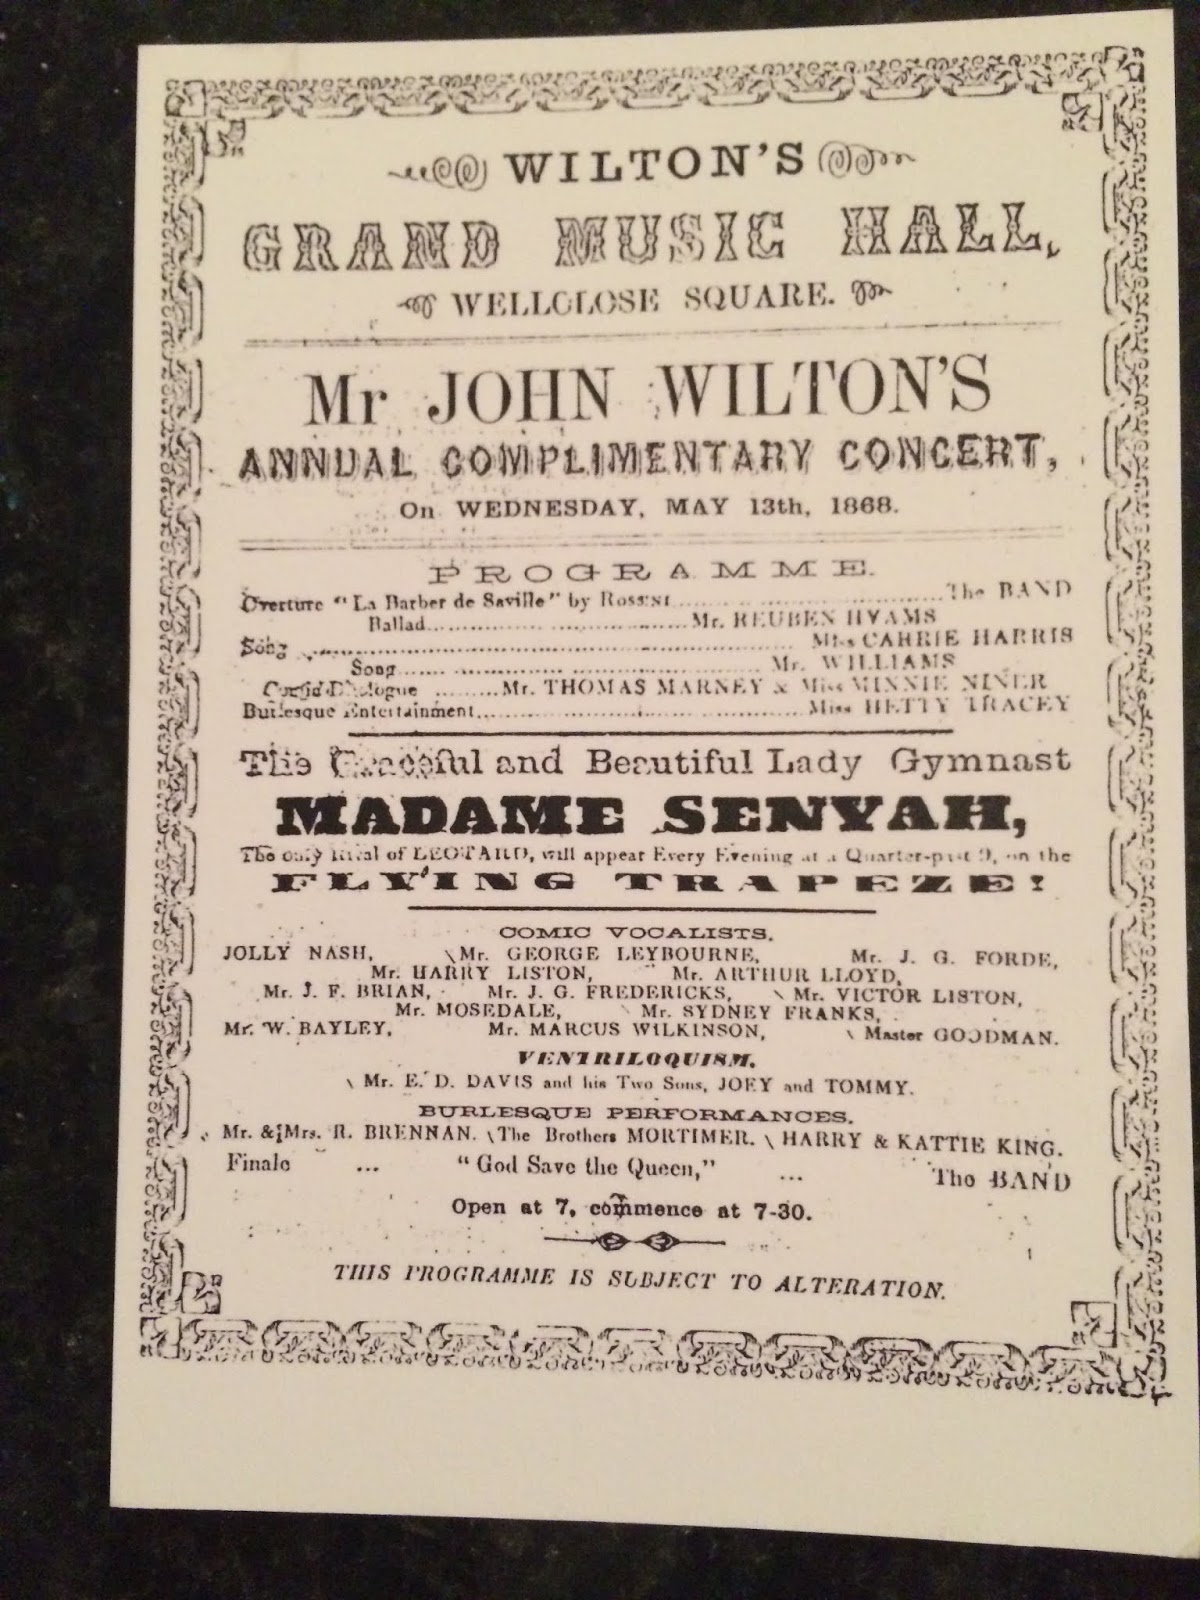 WILTON'S
GRAND MUSIC HALL,
WELLCLOSE SQUARE.
Mr JOHN WILTON'S
ANNUAL COMPLIMENTARY CONCERT,
On WEDNESDAY, MAY 13th, 1868.
PROGRAMME.
Overture "La Barber de Saville" by ROSSINI The BAND
Ballad Mr. REUBEN HYAMS
Song Miss CARRIE HARRIS
Song Mr. WILLIAMS
Dialogue Mr. THOMAS MARNEY & Miss MINNIE NINER
Burlesque Entertainment Miss HETTY TRACEY
The Graceful and Beautiful Lady Gymnast
MADAME SENYAH,
The only Rival of LEOTARD, will appear Every Evening at a Quarter-past 9, on the
FLYING TRAPEZE!
COMIC VOCALISTS.
JOLLY NASH, Mr. GEORGE LEYBOURNE, Mr. J. G. FORDE,
Mr. HARRY LISTON, Mr. ARTHUR LLOYD,
Mr. J. F. BRIAN, Mr. J. G. FREDERICKS, Mr. VICTOR LISTON,
Mr. MOSEDALE, Mr. SYDNEY FRANKS,
Mr. W. BAYLEY, Mr. MARCUS WILKINSON, Master GOODMAN.
VENTRILOQUISM.
Mr. E. D. DAVIS and his Two Sons, JOEY and TOMMY.
BURLESQUE PERFORMANCES.
Mr. & Mrs. R. BRENNAN. The Brothers MORTIMER. HARRY & KATTIE KING.
Finale ... "God Save the Queen," ... The BAND
Open at 7, commence at 7-30.
THIS PROGRAMME IS SUBJECT TO ALTERATION.